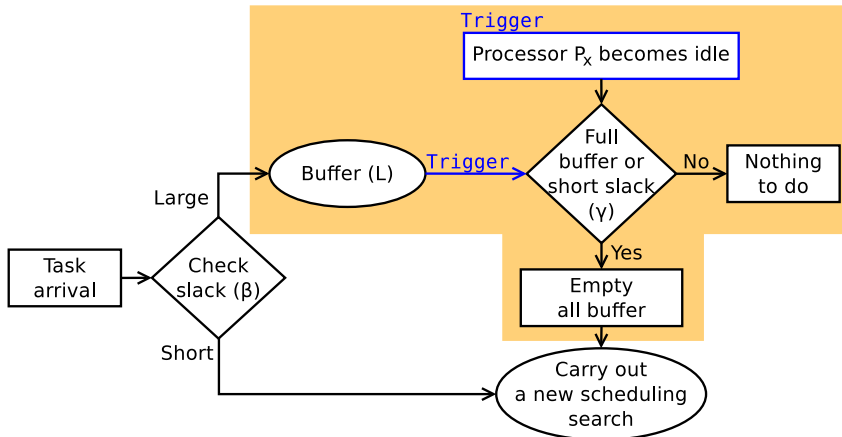 Trigger
Processor Px becomes idle
Full
buffer or
short slack
(γ)
No
Nothing
to do
Buffer (L)
Trigger
Large
Task
arrival
Check
slack (β)
Yes
Empty
all buffer
Short
Carry out
a new scheduling
search